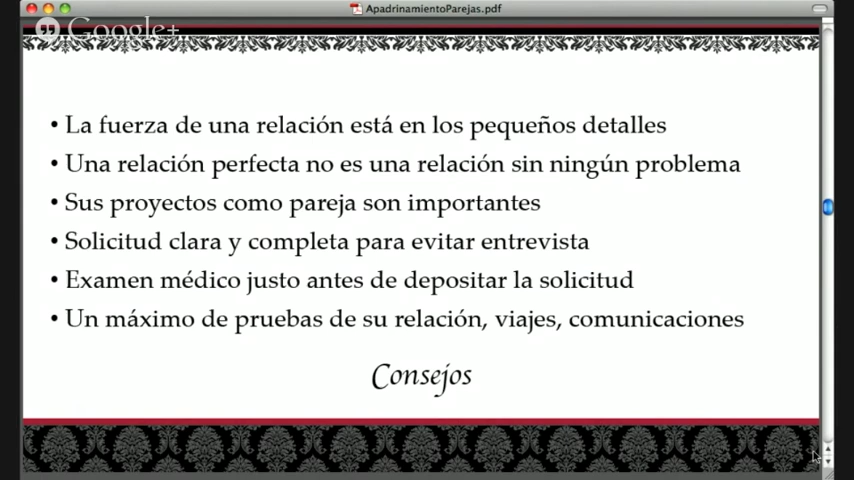 ApadrinamientoParejas.pdf
Google+
• La fuerza de una relación está en los pequeños detalles
• Una relación perfecta no es una relación sin ningún problema
• Sus proyectos como pareja son importantes
• Solicitud clara y completa para evitar entrevista
• Examen médico justo antes de depositar la solicitud
• Un máximo de pruebas de su relación, viajes, comunicaciones
Consejos